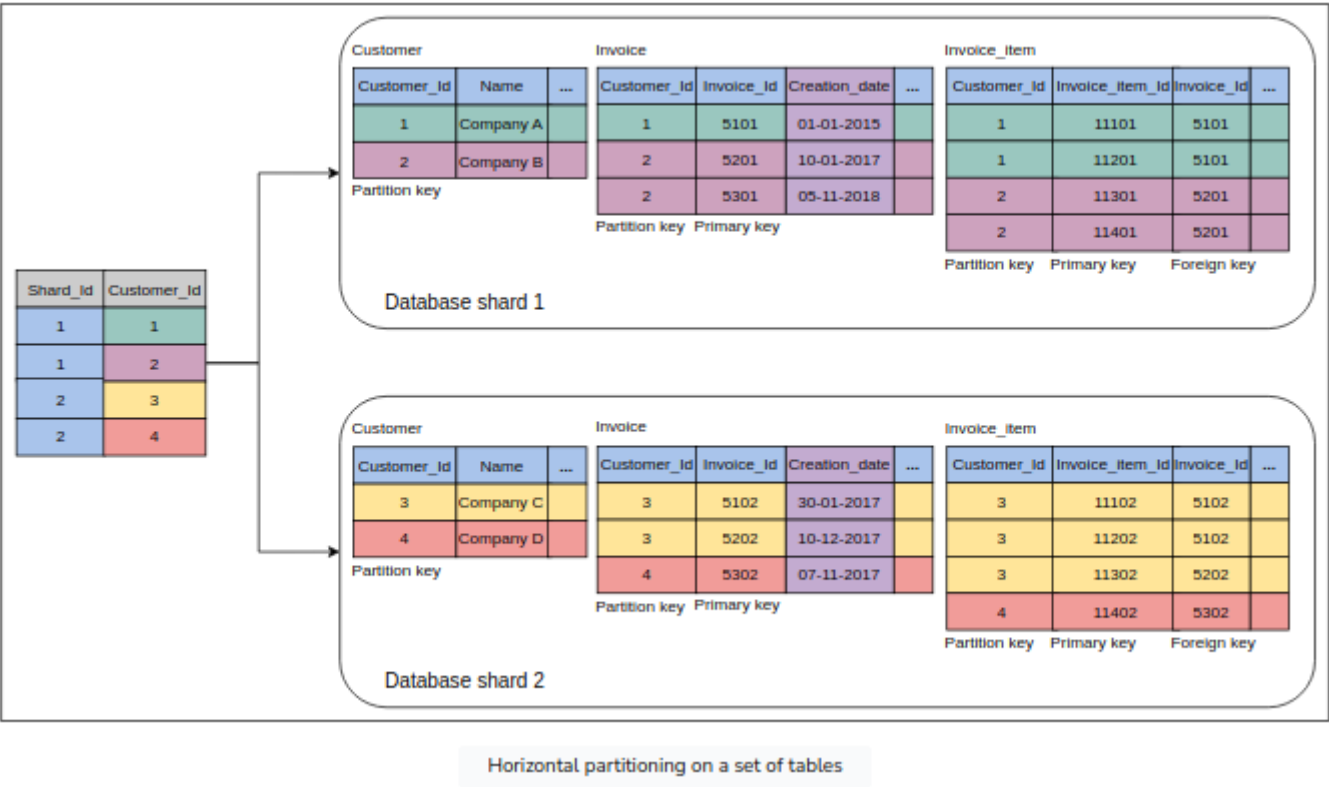 Shard_Id Customer_Id
1 1
1 2
2 3
2 4
Customer
Customer_Id Name ...
1 Company A
2 Company B
Partition key
Invoice
Customer_Id Invoice_Id Creation_date ...
1 5101 01-01-2015
2 5201 10-01-2017
2 5301 05-11-2018
Partition key Primary key
Invoice_item
Customer_Id Invoice_item_Id Invoice_Id ...
1 11101 5101
1 11201 5101
2 11301 5201
2 11401 5201
Partition key Primary key Foreign key
Database shard 1
Customer
Customer_Id Name ...
3 Company C
4 Company D
Partition key
Invoice
Customer_Id Invoice_Id Creation_date ...
3 5102 30-01-2017
3 5202 10-12-2017
4 5302 07-11-2017
Partition key Primary key
Invoice_item
Customer_Id Invoice_item_Id Invoice_Id ...
3 11102 5102
3 11202 5102
3 11302 5202
4 11402 5302
Partition key Primary key Foreign key
Database shard 2
Horizontal partitioning on a set of tables